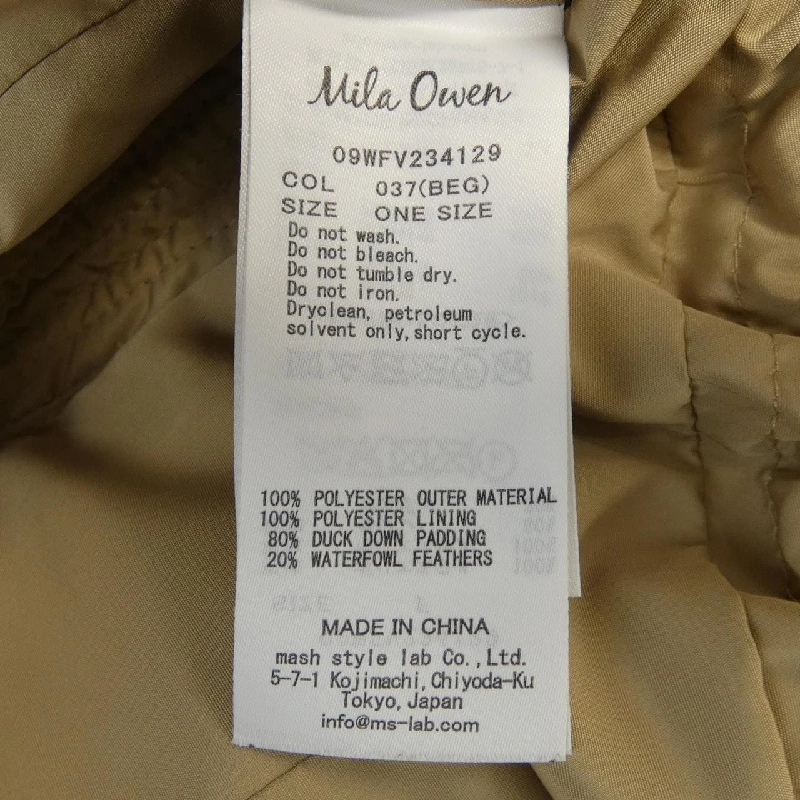 Mila Owen
09WFV234129
COL 037(BEG)
SIZE ONE SIZE
Do not wash.
Do not bleach.
Do not tumble dry.
Do not iron.
Dryclean, petroleum
solvent only, short cycle.
100% POLYESTER OUTER MATERIAL
100% POLYESTER LINING
80% DUCK DOWN PADDING
20% WATERFOWL FEATHERS
MADE IN CHINA
mash style lab Co.,Ltd.
5-7-1 Kojimachi,Chiyoda-Ku
Tokyo, Japan
info@ms-lab.com